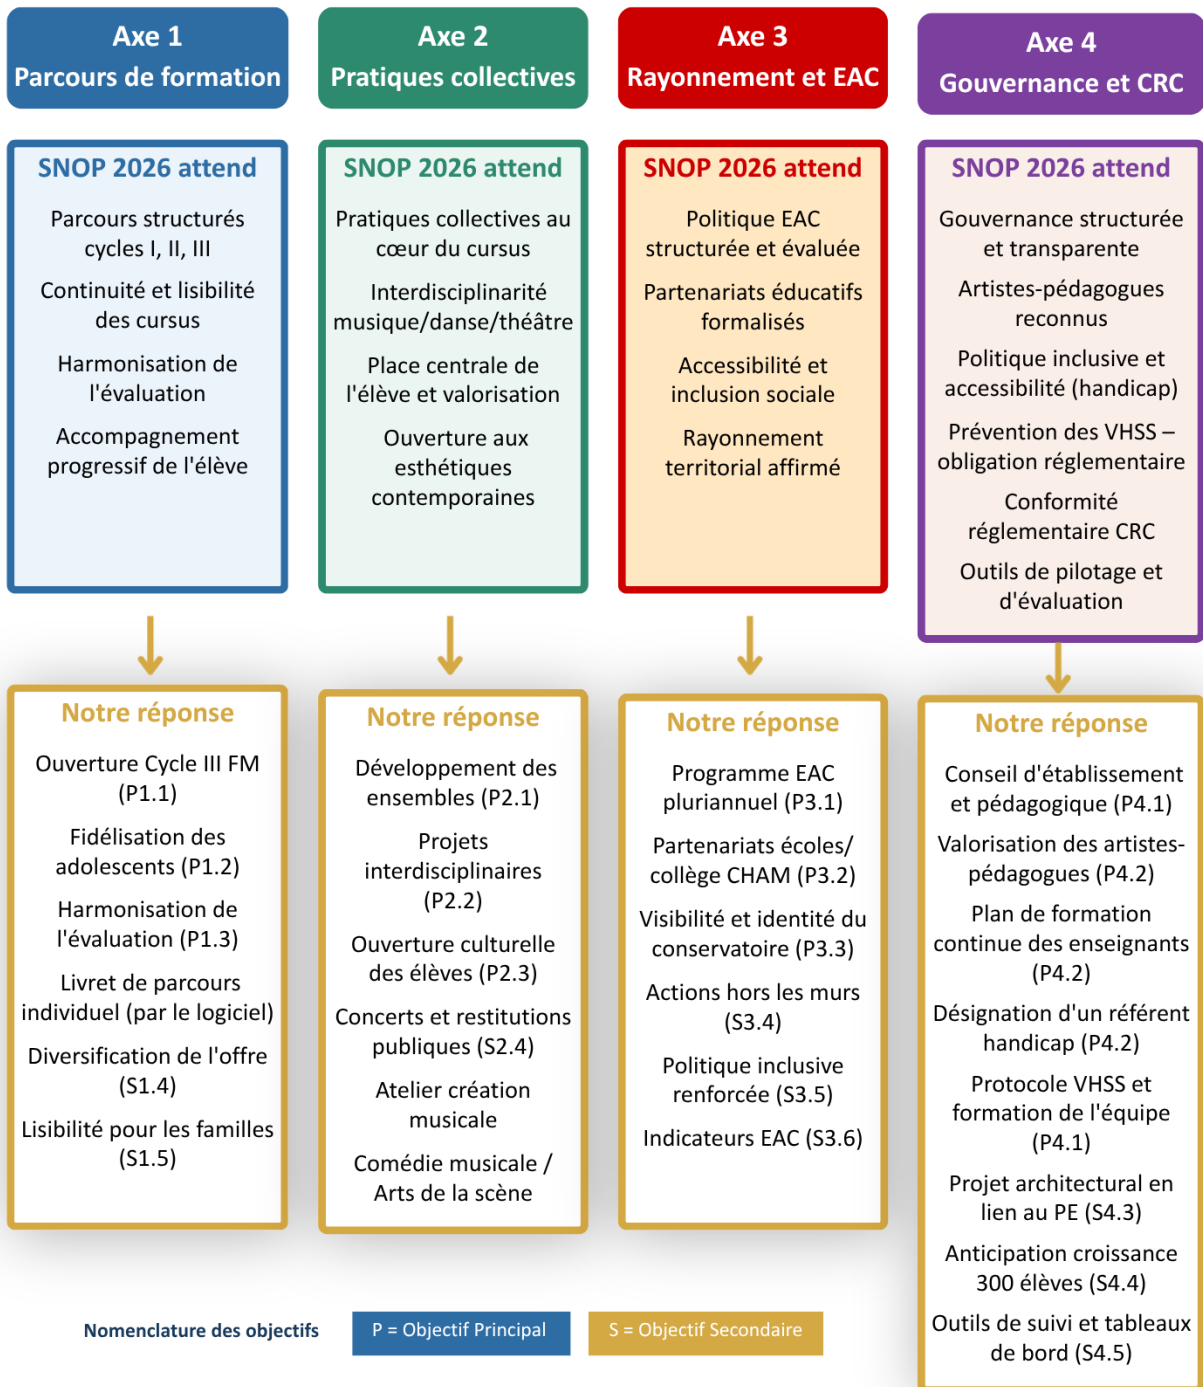 Axe 1
Parcours de formation
SNOP 2026 attend
Parcours structurés
cycles I, II, III
Continuité et lisibilité
des cursus
Harmonisation de
l'évaluation
Accompagnement
progressif de l'élève
Notre réponse
Ouverture Cycle III FM
(P1.1)
Fidélisation des
adolescents (P1.2)
Harmonisation de
l'évaluation (P1.3)
Livret de parcours
individuel (par le logiciel)
Diversification de l'offre
(S1.4)
Lisibilité pour les familles
(S1.5)
Axe 2
Pratiques collectives
SNOP 2026 attend
Pratiques collectives au
cœur du cursus
Interdisciplinarité
musique/danse/théâtre
Place centrale de
l'élève et valorisation
Ouverture aux
esthétiques
contemporaines
Notre réponse
Développement des
ensembles (P2.1)
Projets
interdisciplinaires
(P2.2)
Ouverture culturelle
des élèves (P2.3)
Concerts et restitutions
publiques (S2.4)
Atelier création
musicale
Comédie musicale /
Arts de la scène
Axe 3
Rayonnement et EAC
SNOP 2026 attend
Politique EAC
structurée et évaluée
Partenariats éducatifs
formalisés
Accessibilité et
inclusion sociale
Rayonnement
territorial affirmé
Notre réponse
Programme EAC
pluriannuel (P3.1)
Partenariats écoles/
collège CHAM (P3.2)
Visibilité et identité du
conservatoire (P3.3)
Actions hors les murs
(S3.4)
Politique inclusive
renforcée (S3.5)
Indicateurs EAC (S3.6)
Axe 4
Gouvernance et CRC
SNOP 2026 attend
Gouvernance structurée
et transparente
Artistes-pédagogues
reconnus
Politique inclusive et
accessibilité (handicap)
Prévention des VHSS –
obligation réglementaire
Conformité
réglementaire CRC
Outils de pilotage et
d'évaluation
Notre réponse
Conseil d'établissement
et pédagogique (P4.1)
Valorisation des artistes-
pédagogues (P4.2)
Plan de formation
continue des enseignants
(P4.2)
Désignation d'un référent
handicap (P4.2)
Protocole VHSS et
formation de l'équipe
(P4.1)
Projet architectural en
lien au PE (S4.3)
Anticipation croissance
300 élèves (S4.4)
Outils de suivi et tableaux
de bord (S4.5)
Nomenclature des objectifs
P = Objectif Principal
S = Objectif Secondaire